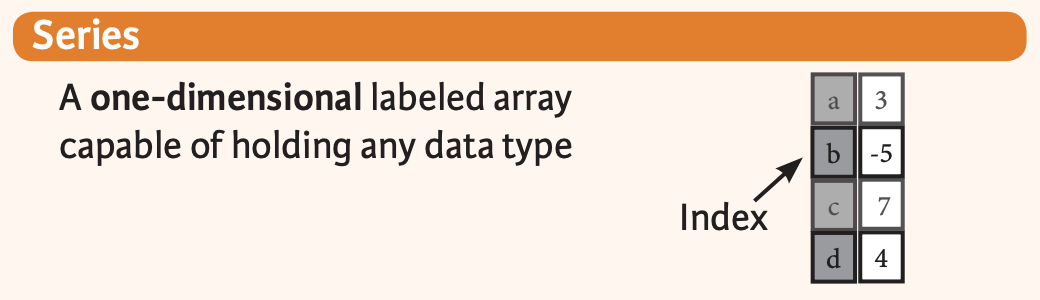 Series
A one-dimensional labeled array
capable of holding any data type
Index
a 3
b -5
c 7
d 4